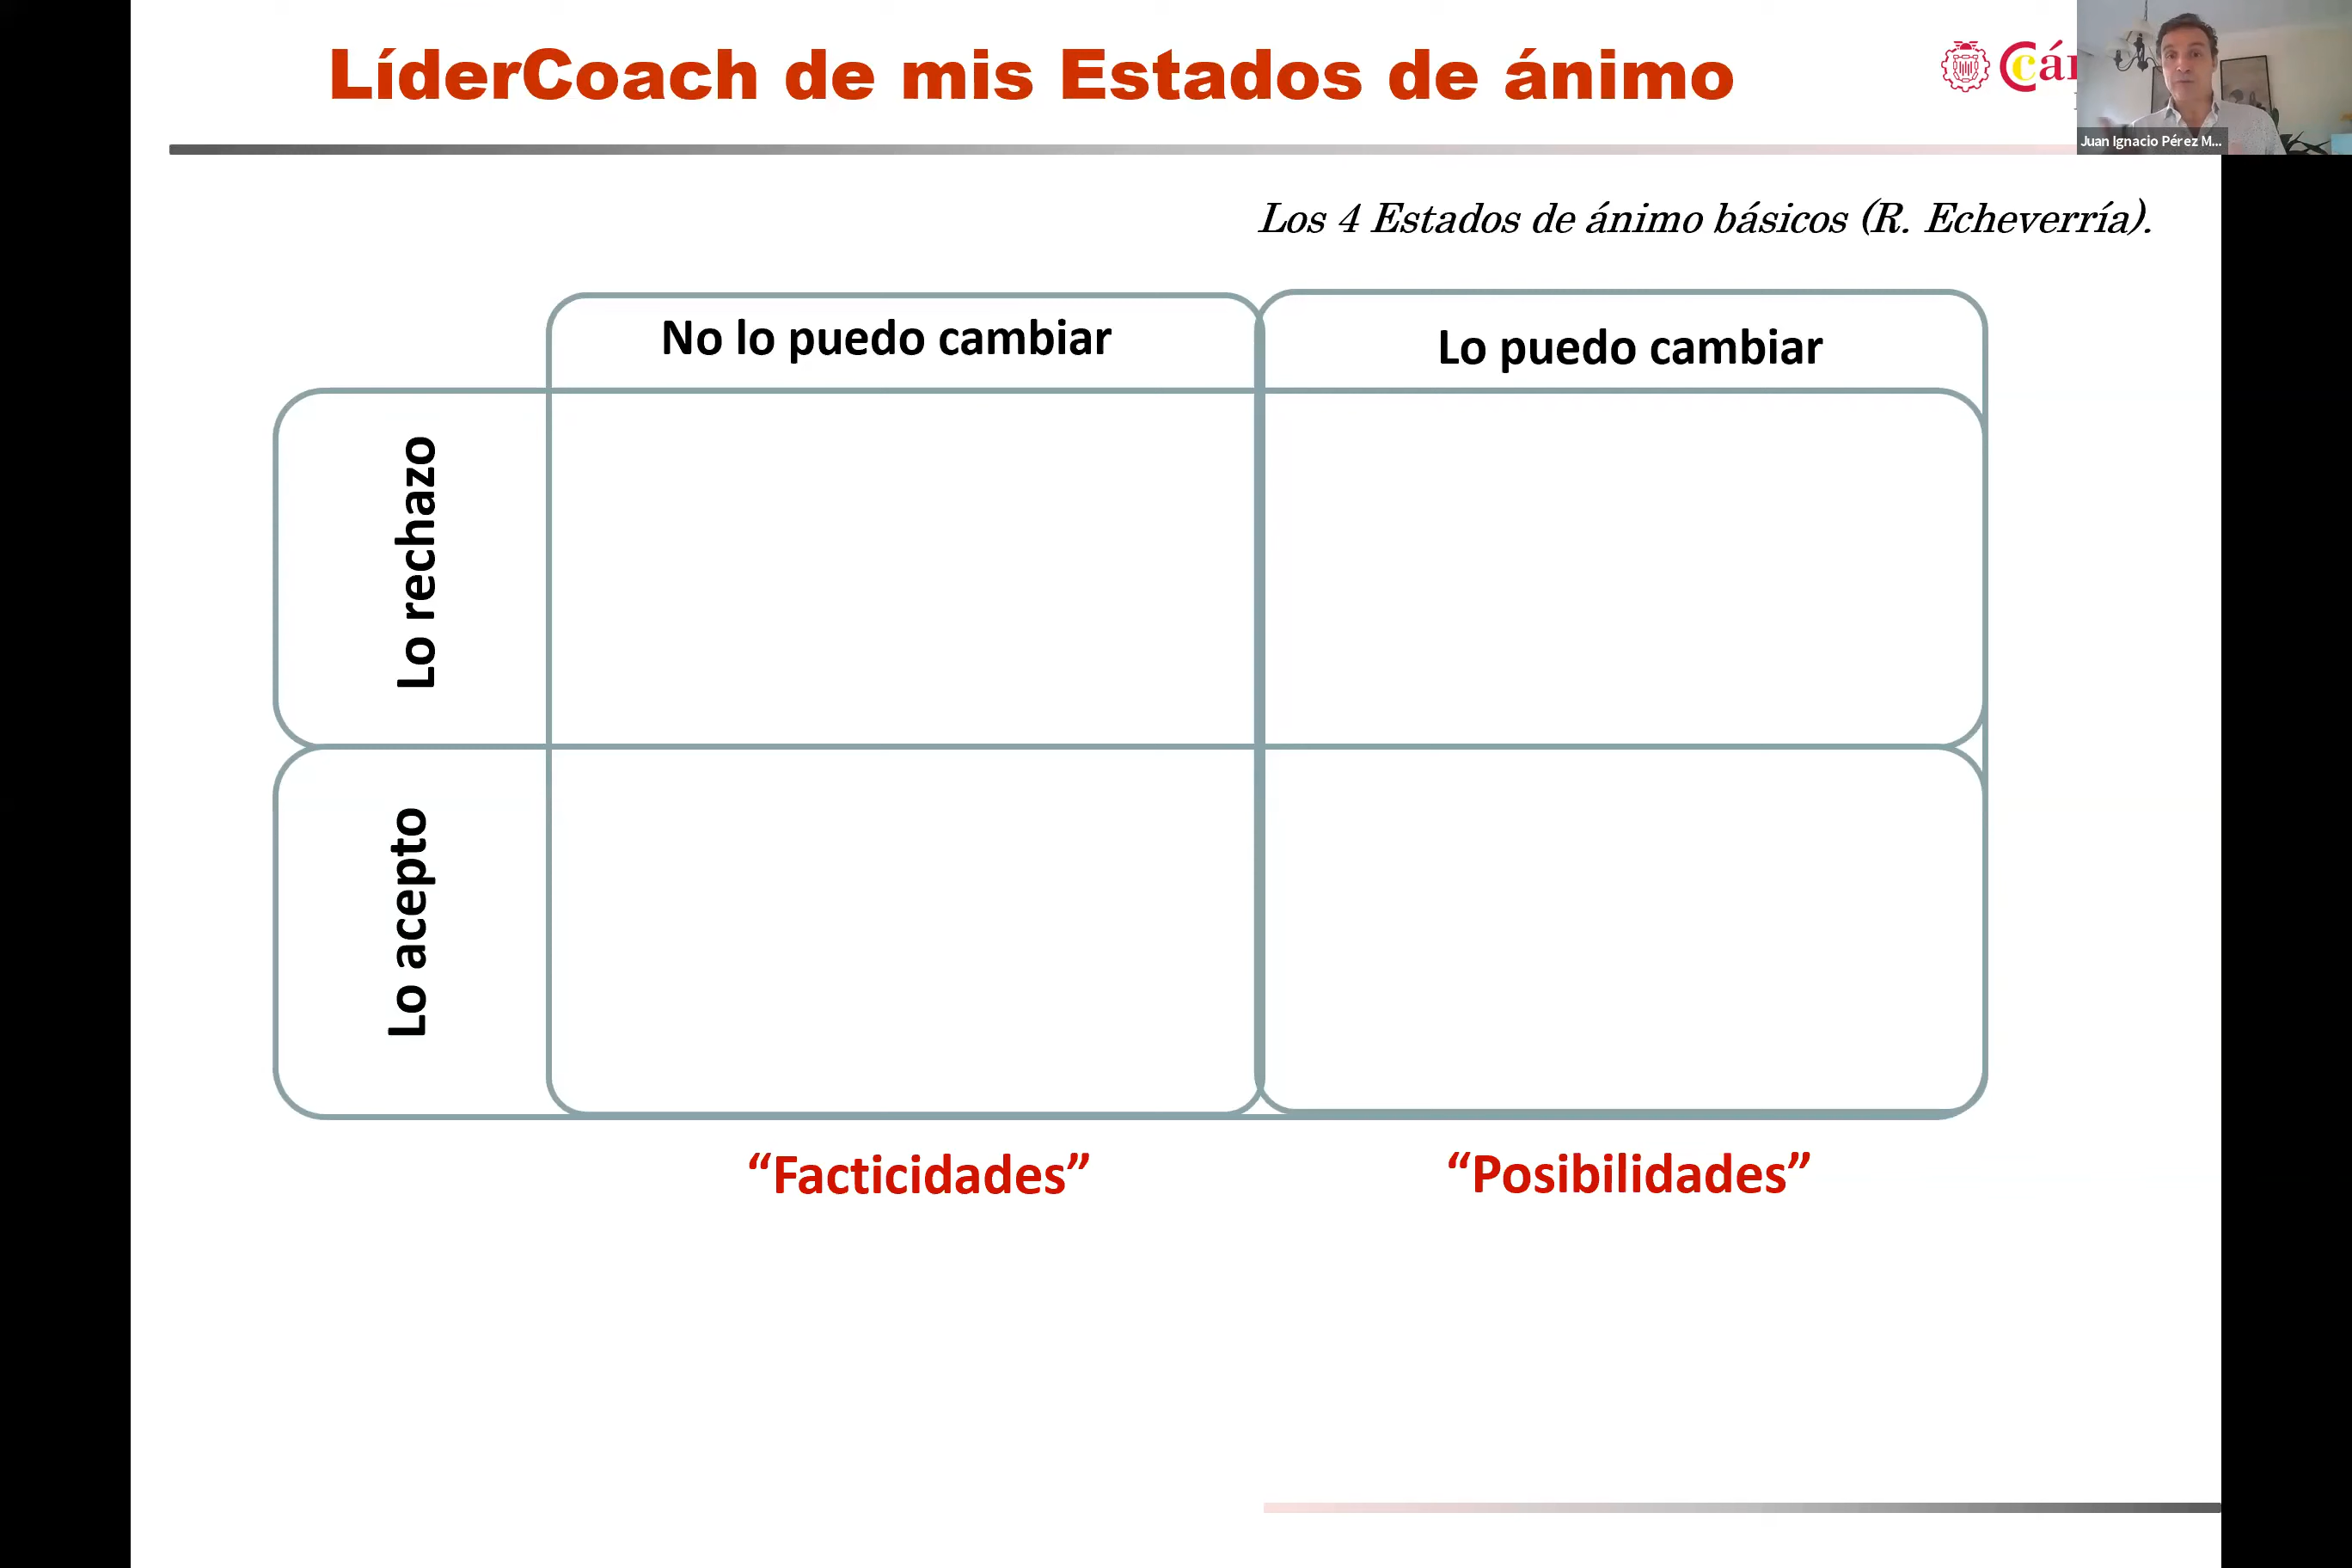 LíderCoach de mis Estados de ánimo
Juan Ignacio Pérez M...
Los 4 Estados de ánimo básicos (R. Echeverría).
No lo puedo cambiar
Lo puedo cambiar
Lo rechazo
Lo acepto
“Facticidades”
“Posibilidades”